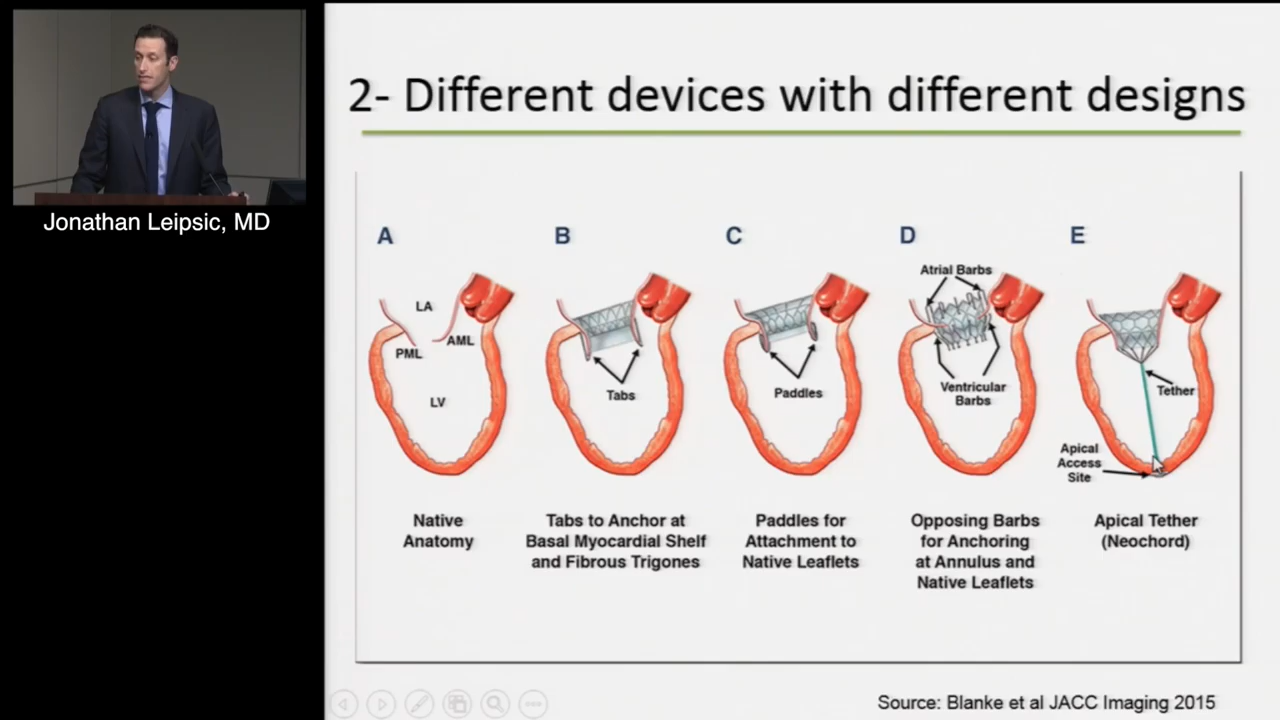 Jonathan Leipsic, MD
2- Different devices with different designs
A
B
C
D
E
LA
AML
PML
LV
Tabs
Paddles
Atrial Barbs
Ventricular
Barbs
Tether
Apical
Access
Site
Native
Anatomy
Tabs to Anchor at
Basal Myocardial Shelf
and Fibrous Trigones
Paddles for
Attachment to
Native Leaflets
Opposing Barbs
for Anchoring
at Annulus and
Native Leaflets
Apical Tether
(Neochord)
Source: Blanke et al JACC Imaging 2015